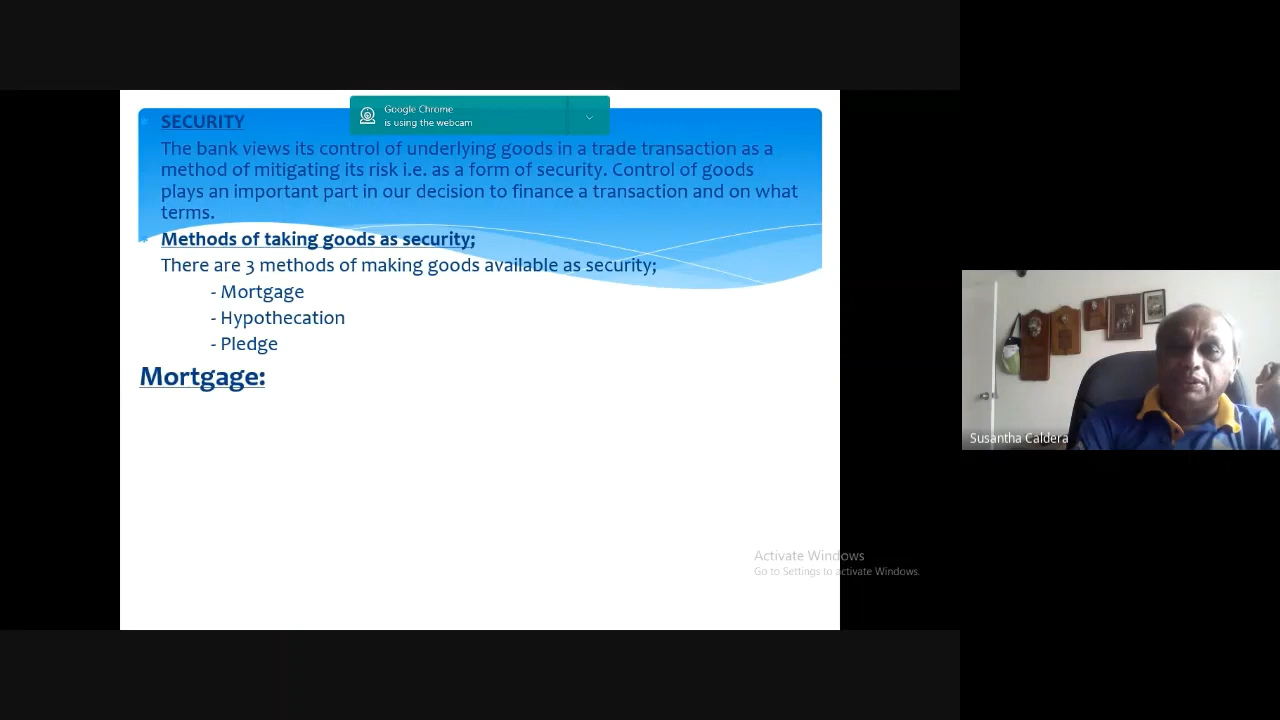 Google Chrome
is using the webcam
* SECURITY
The bank views its control of underlying goods in a trade transaction as a
method of mitigating its risk i.e. as a form of security. Control of goods
plays an important part in our decision to finance a transaction and on what
terms.
* Methods of taking goods as security;
There are 3 methods of making goods available as security;
- Mortgage
- Hypothecation
- Pledge
Mortgage:
Susantha Caldera
Activate Windows
Go to Settings to activate Windows.